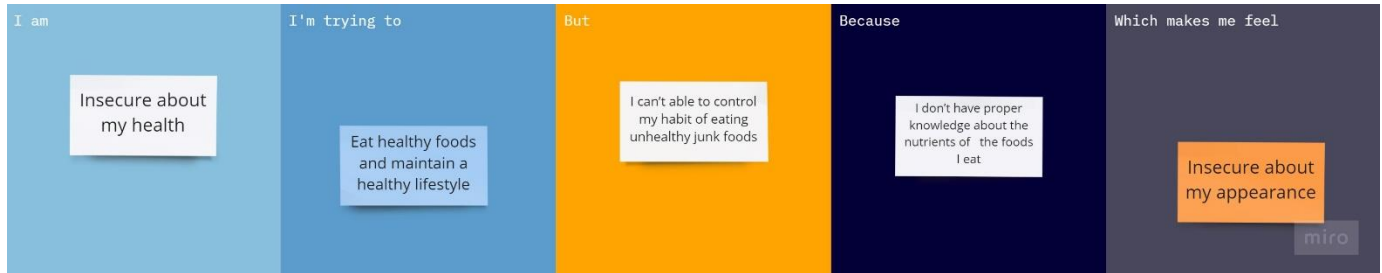 I am
Insecure about
my health
I'm trying to
Eat healthy foods
and maintain a
healthy lifestyle
But
I can't able to control
my habit of eating
unhealthy junk foods
Because
I don't have proper
knowledge about the
nutrients of the foods
I eat
Which makes me feel
Insecure about
my appearance
miro